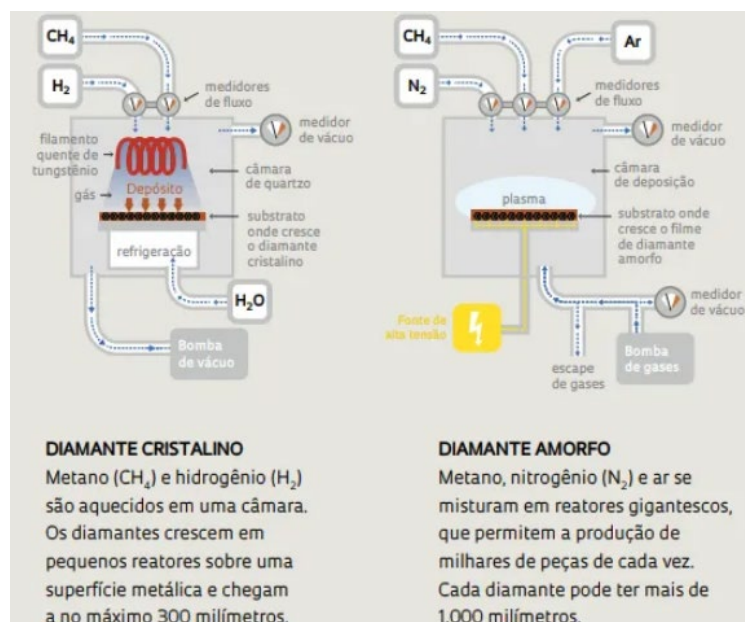 CH₄
H₂
medidores
de fluxo
medidor
de vácuo
filamento
quente de
tungstênio
gás
Depósito
câmara
de quartzo
substrato
onde cresce
o diamante
cristalino
refrigeração
H₂O
Bomba
de vácuo
DIAMANTE CRISTALINO
Metano (CH₄) e hidrogênio (H₂)
são aquecidos em uma câmara.
Os diamantes crescem em
pequenos reatores sobre uma
superfície metálica e chegam
a no máximo 300 milímetros.
CH₄
N₂
Ar
medidores
de fluxo
medidor
de vácuo
câmara
de deposição
plasma
substrato onde
cresce o filme
de diamante
amorfo
Fonte de
alta tensão
medidor
de vácuo
escape
de gases
Bomba
de gases
DIAMANTE AMORFO
Metano, nitrogênio (N₂) e ar se
misturam em reatores gigantescos,
que permitem a produção de
milhares de peças de cada vez.
Cada diamante pode ter mais de
1.000 milímetros.